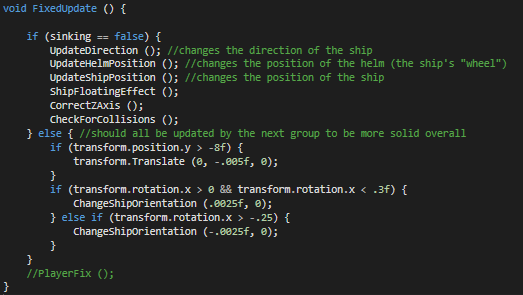 void FixedUpdate () {
if (sinking == false) {
UpdateDirection (); //changes the direction of the ship
UpdateHelmPosition (); //changes the position of the helm (the ship's "wheel")
UpdateShipPosition (); //changes the position of the ship
ShipFloatingEffect ();
CorrectZAxis ();
CheckForCollisions ();
} else { //should all be updated by the next group to be more solid overall
if (transform.position.y > -8f) {
transform.Translate (0, -.005f, 0);
}
if (transform.rotation.x > 0 && transform.rotation.x < .3f) {
ChangeShipOrientation (.0025f, 0);
} else if (transform.rotation.x > -.25) {
ChangeShipOrientation (-.0025f, 0);
}
}
//PlayerFix ();
}